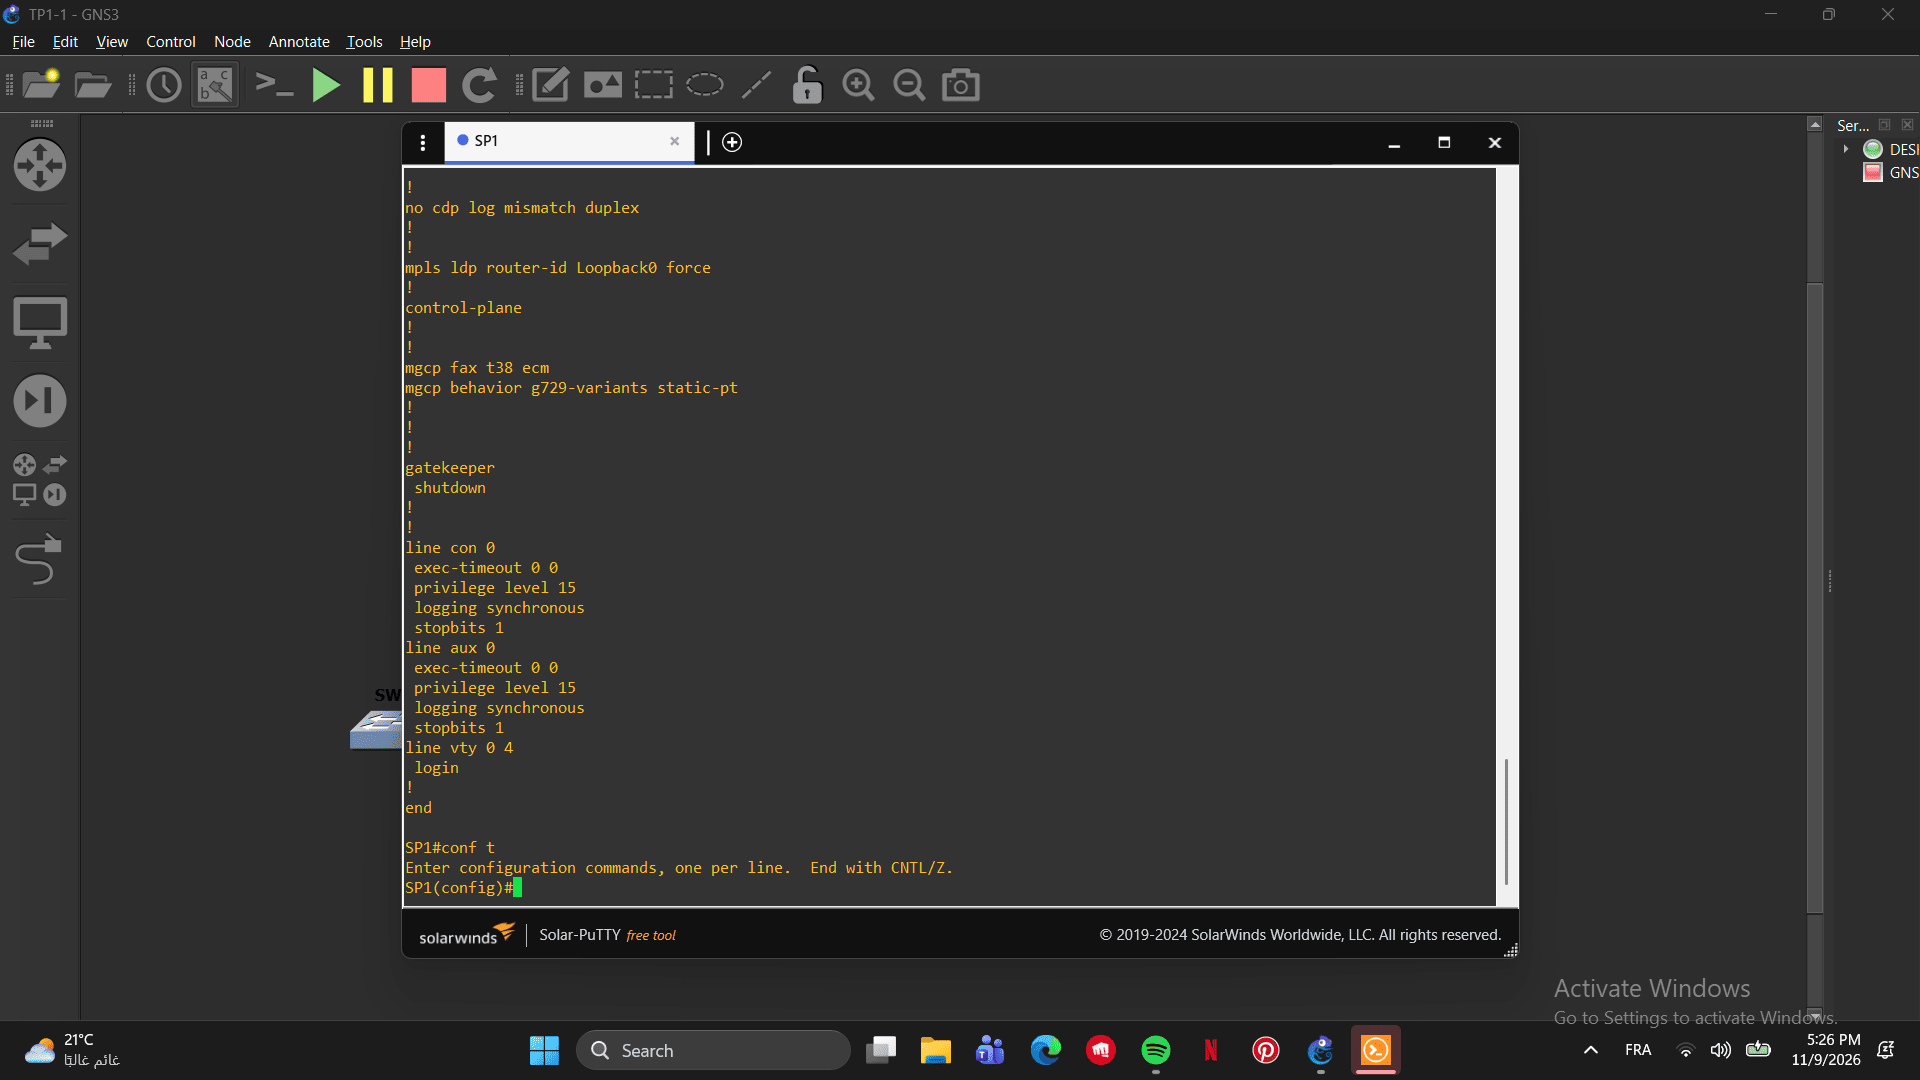 TP1-1 - GNS3
File Edit View Control Node Annotate Tools Help
SP1
Ser...
DESH
GNS
!
no cdp log mismatch duplex
!
!
mpls ldp router-id Loopback0 force
!
control-plane
!
!
mgcp fax t38 ecm
mgcp behavior g729-variants static-pt
!
!
!
gatekeeper
shutdown
!
!
line con 0
exec-timeout 0 0
privilege level 15
logging synchronous
stopbits 1
line aux 0
exec-timeout 0 0
privilege level 15
logging synchronous
stopbits 1
line vty 0 4
login
!
end
SP1#conf t
Enter configuration commands, one per line.  End with CNTL/Z.
SP1(config)#
SW
solarwinds Solar-PuTTY free tool
© 2019-2024 SolarWinds Worldwide, LLC. All rights reserved.
Activate Windows
Go to Settings to activate Windows.
21°C
غائم غالبًا
Search
FRA
5:26 PM
11/9/2026